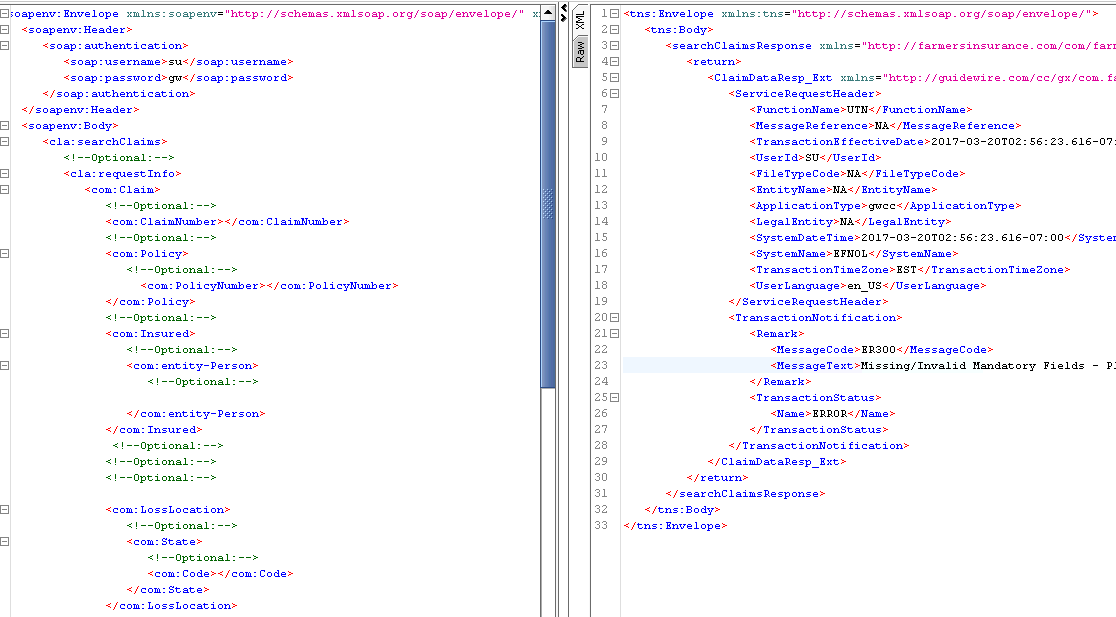 soapenv:Envelope xmlns:soapenv="http://schemas.xmlsoap.org/soap/envelope/"
<soapenv:Header>
<soap:authentication>
<soap:username>su</soap:username>
<soap:password>gw</soap:password>
</soap:authentication>
</soapenv:Header>
<soapenv:Body>
<cla:searchClaims>
<!--Optional:-->
<cla:requestInfo>
<com:Claim>
<!--Optional:-->
<com:ClaimNumber></com:ClaimNumber>
<!--Optional:-->
<com:Policy>
<!--Optional:-->
<com:PolicyNumber></com:PolicyNumber>
</com:Policy>
<!--Optional:-->
<com:Insured>
<!--Optional:-->
<com:entity-Person>
<!--Optional:-->
</com:entity-Person>
</com:Insured>
<!--Optional:-->
<!--Optional:-->
<!--Optional:-->
<com:LossLocation>
<!--Optional:-->
<com:State>
<!--Optional:-->
<com:Code></com:Code>
</com:State>
</com:LossLocation>
XML
Raw
1 <tns:Envelope xmlns:tns="http://schemas.xmlsoap.org/soap/envelope/">
2 <tns:Body>
3 <searchClaimsResponse xmlns="http://farmersinsurance.com/com/farm
4 <return>
5 <ClaimDataResp_Ext xmlns="http://guidewire.com/cc/gx/com.fa
6 <ServiceRequestHeader>
7 <FunctionName>UTN</FunctionName>
8 <MessageReference>NA</MessageReference>
9 <TransactionEffectiveDate>2017-03-20T02:56:23.616-07:
10 <UserId>SU</UserId>
11 <FileTypeCode>NA</FileTypeCode>
12 <EntityName>NA</EntityName>
13 <ApplicationType>gwcc</ApplicationType>
14 <LegalEntity>NA</LegalEntity>
15 <SystemDateTime>2017-03-20T02:56:23.616-07:00</System
16 <SystemName>EFNOL</SystemName>
17 <TransactionTimeZone>EST</TransactionTimeZone>
18 <UserLanguage>en_US</UserLanguage>
19 </ServiceRequestHeader>
20 <TransactionNotification>
21 <Remark>
22 <MessageCode>ER300</MessageCode>
23 <MessageText>Missing/Invalid Mandatory Fields - 
24 </Remark>
25 <TransactionStatus>
26 <Name>ERROR</Name>
27 </TransactionStatus>
28 </TransactionNotification>
29 </ClaimDataResp_Ext>
30 </return>
31 </searchClaimsResponse>
32 </tns:Body>
33 </tns:Envelope>